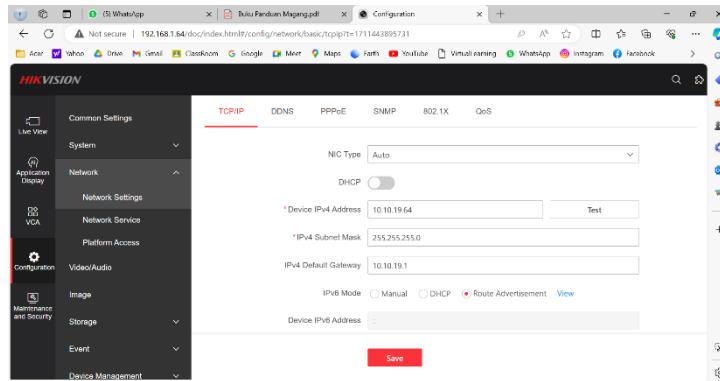 (5) WhatsApp
Buku Panduan Magang.pdf
Configuration
Not secure | 192.168.1.64/doc/index.html#/config/network/basic/tcpIp?t=1711443895731
Acer Yahoo Drive Gmail ClassRoom Google Meet Maps Earth YouTube VirtualLearning WhatsApp Instagram Facebook
HIKVISION
Live View
Application Display
VCA
Configuration
Maintenance and Security
Common Settings
System
Network
Network Settings
Network Service
Platform Access
Video/Audio
Image
Storage
Event
Device Management
TCP/IP DDNS PPPoE SNMP 802.1X QoS
NIC Type Auto
DHCP
*Device IPv4 Address 10.10.19.64 Test
*IPv4 Subnet Mask 255.255.255.0
IPv4 Default Gateway 10.10.19.1
IPv6 Mode Manual DHCP Route Advertisement View
Device IPv6 Address ::
Save